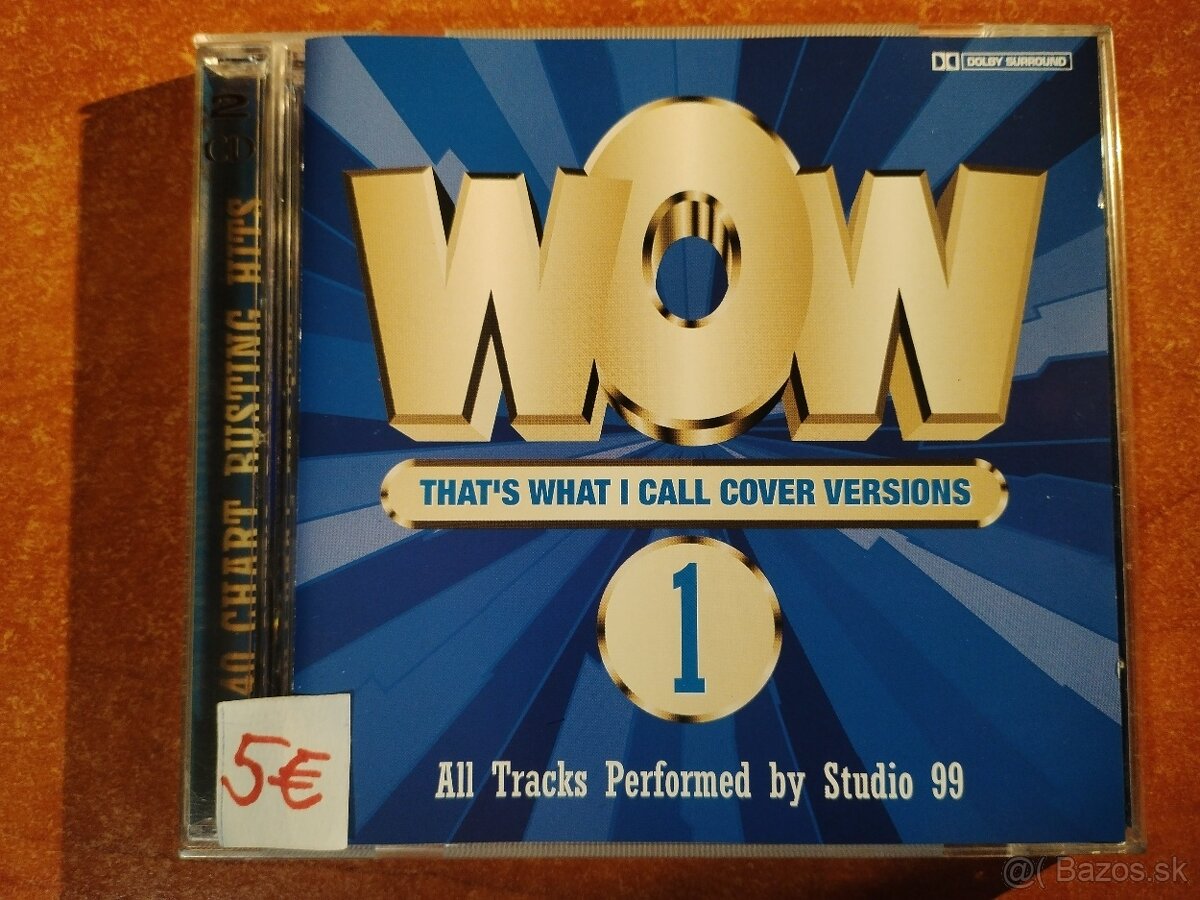 DOLBY SURROUND
2
CD
40 CHART BUSTING HITS
WOW
THAT'S WHAT I CALL COVER VERSIONS
1
All Tracks Performed by Studio 99
5€
@( Bazos.sk